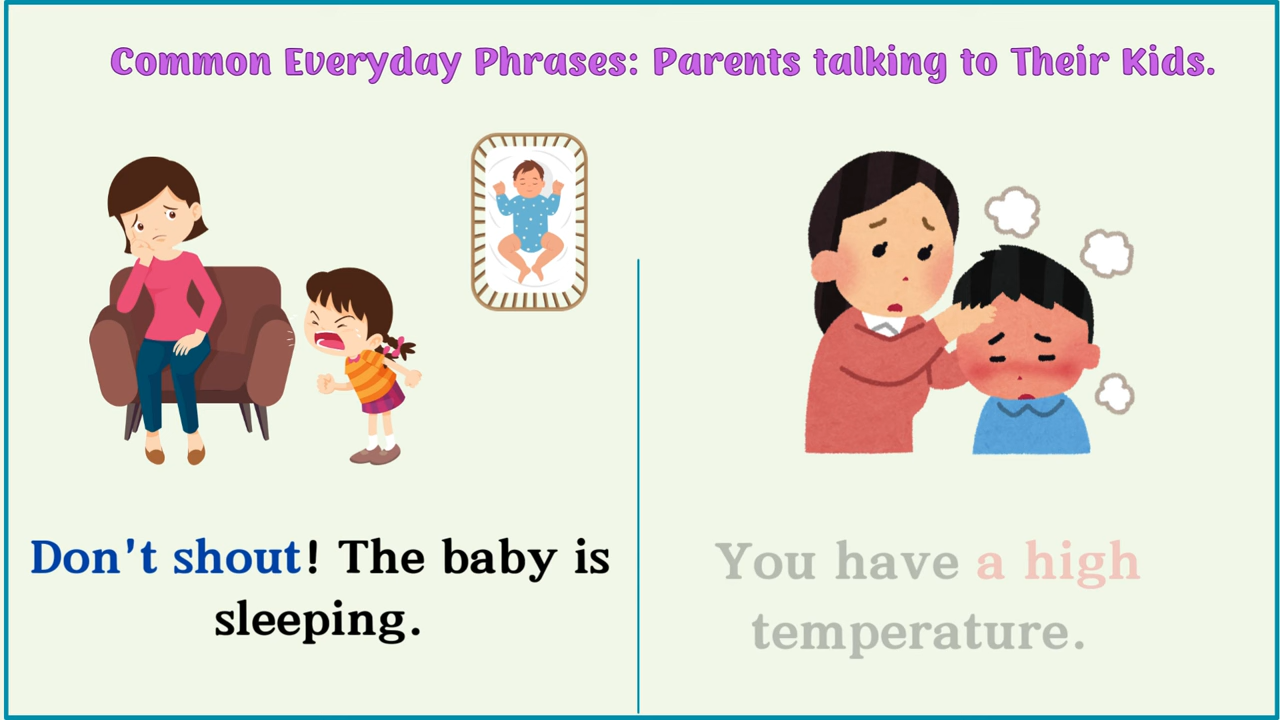 Common Everyday Phrases: Parents talking to Their Kids.
Don't shout! The baby is
sleeping.
You have a high
temperature.